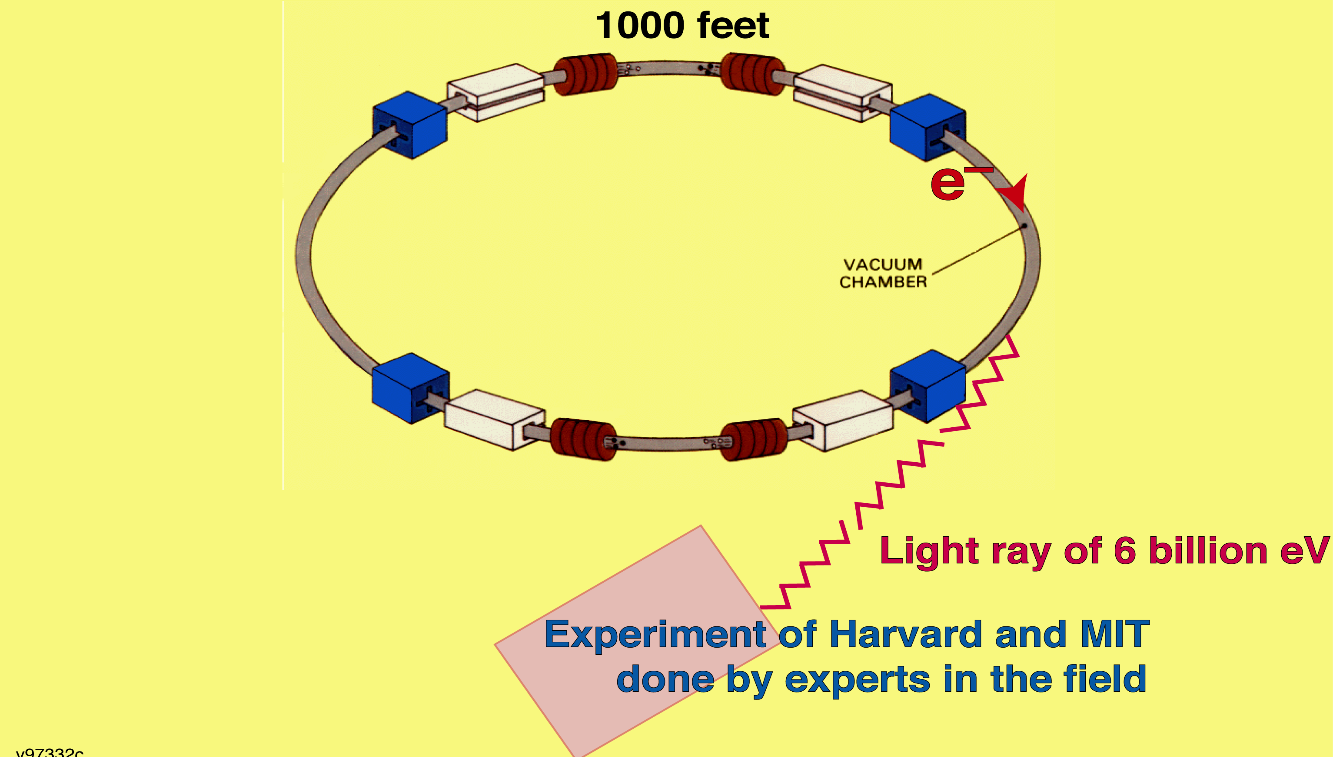 1000 feet
e–
VACUUM
CHAMBER
Light ray of 6 billion eV
Experiment of Harvard and MIT
done by experts in the field
y97332c